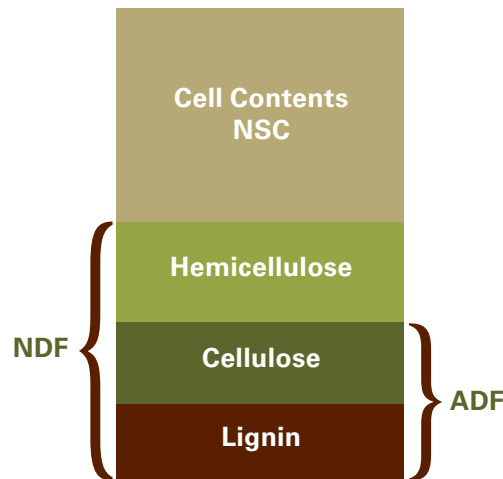 Cell Contents
NSC
Hemicellulose
NDF
Cellulose
ADF
Lignin